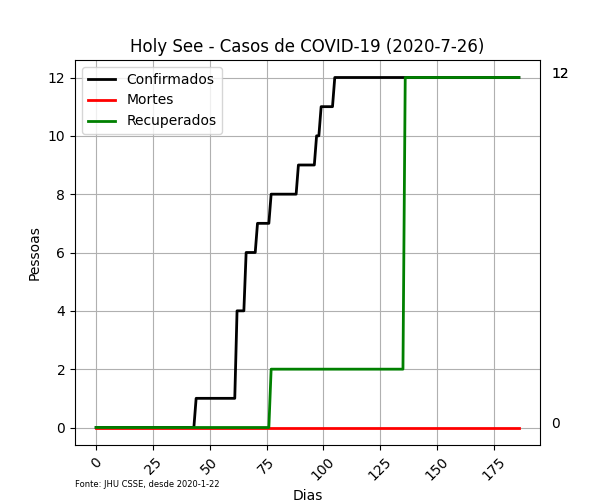 Holy See - Casos de COVID-19 (2020-7-26)
Confirmados
Mortes
Recuperados
12
10
8
6
4
2
0
Pessoas
12
0
0
25
50
75
100
125
150
175
Dias
Fonte: JHU CSSE, desde 2020-1-22